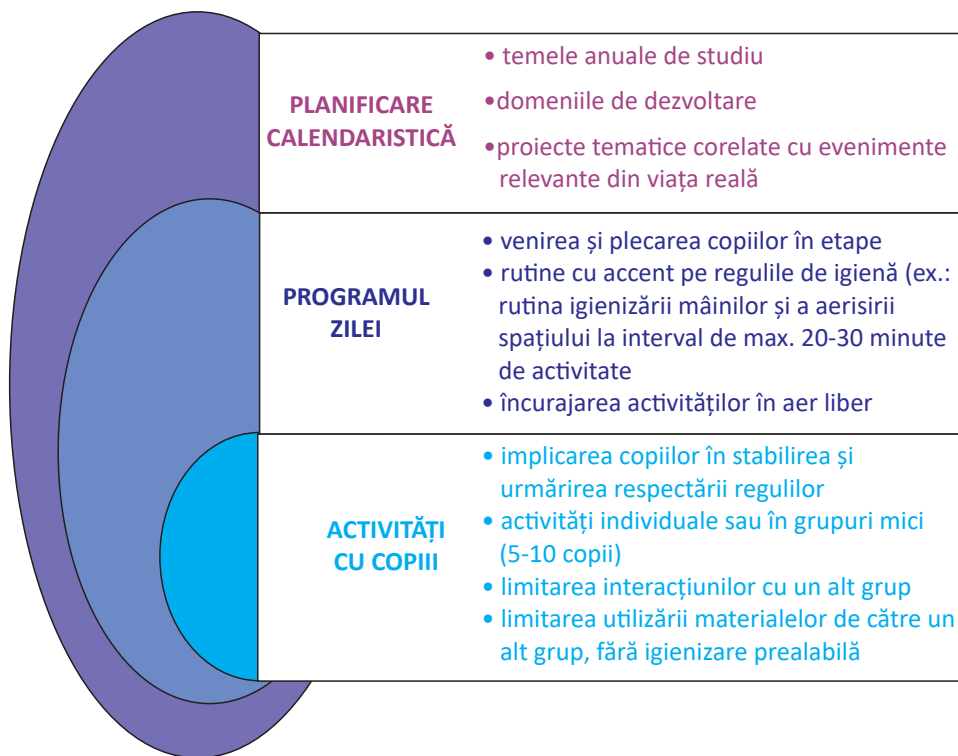 PLANIFICARE
CALENDARISTICĂ
• temele anuale de studiu
• domeniile de dezvoltare
•proiecte tematice corelate cu evenimente
relevante din viața reală
PROGRAMUL
ZILEI
• venirea și plecarea copiilor în etape
• rutine cu accent pe regulile de igienă (ex.:
rutina igienizării mâinilor și a aerisirii
spațiului la interval de max. 20-30 minute
de activitate
• încurajarea activităților în aer liber
ACTIVITĂȚI
CU COPIII
• implicarea copiilor în stabilirea și
urmărirea respectării regulilor
• activități individuale sau în grupuri mici
(5-10 copii)
• limitarea interacțiunilor cu un alt grup
• limitarea utilizării materialelor de către un
alt grup, fără igienizare prealabilă